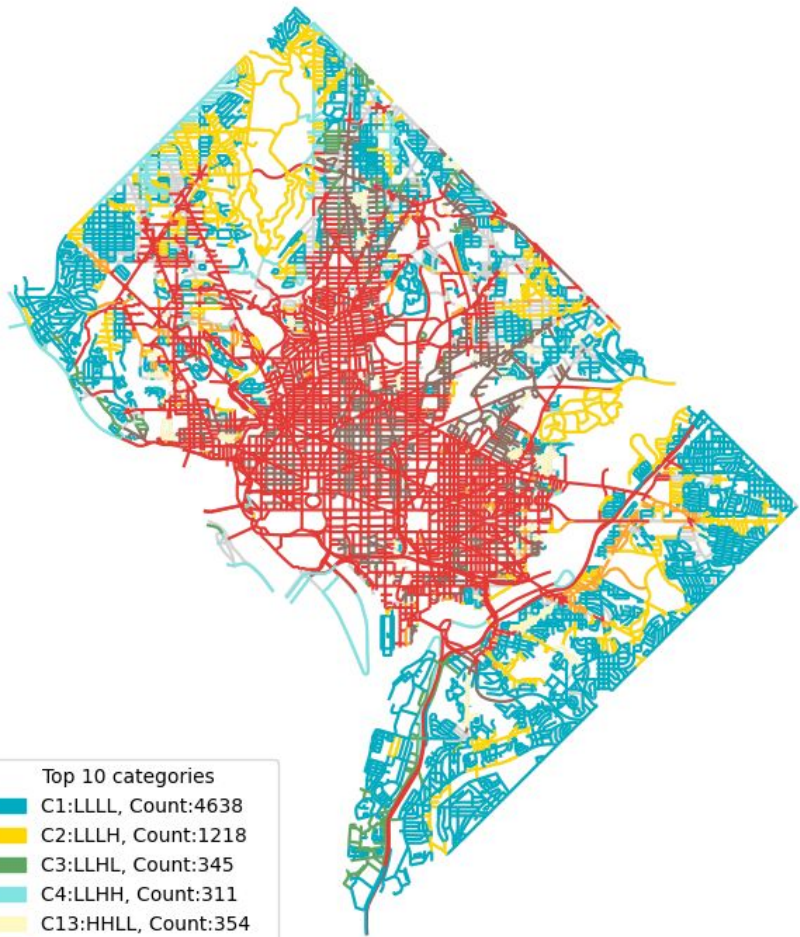 Top 10 categories
C1:LLLL, Count:4638
C2:LLLH, Count:1218
C3:LLHL, Count:345
C4:LLHH, Count:311
C13:HHLL, Count:354